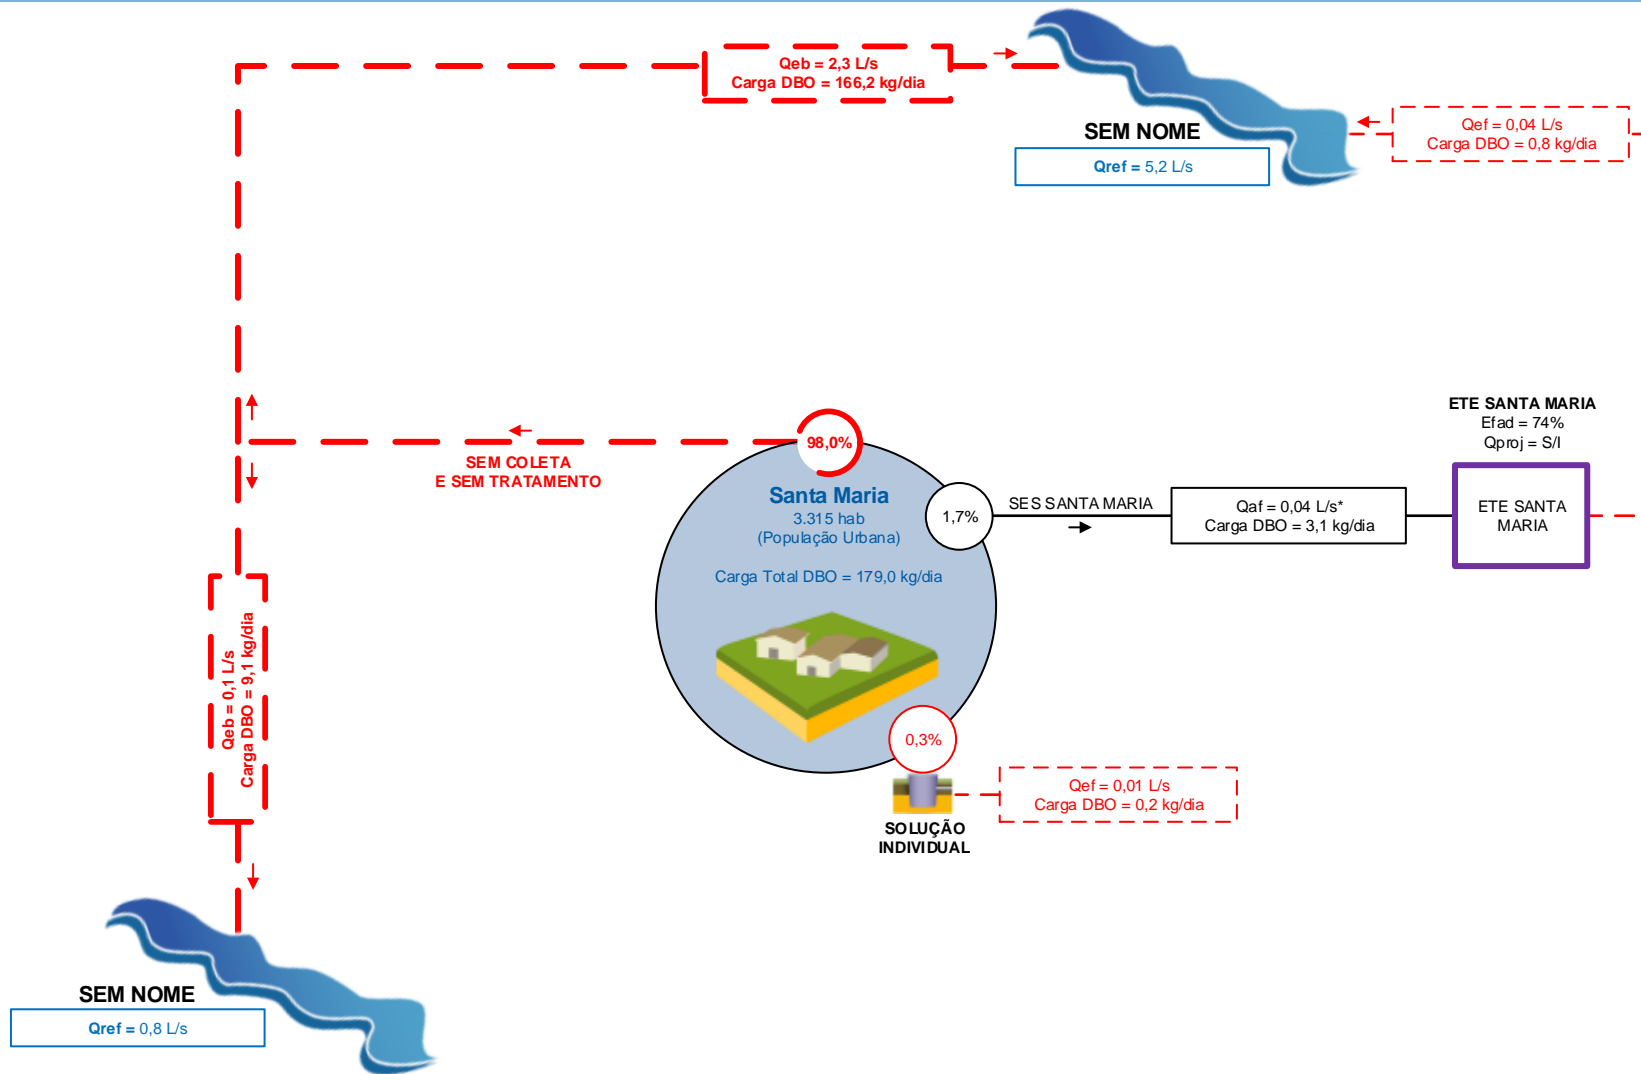 Qeb = 2,3 L/s
Carga DBO = 166,2 kg/dia
SEM NOME
Qref = 5,2 L/s
Qef = 0,04 L/s
Carga DBO = 0,8 kg/dia
98,0%
SEM COLETA
E SEM TRATAMENTO
Santa Maria
3.315 hab
(População Urbana)
Carga Total DBO = 179,0 kg/dia
1,7%
SES SANTA MARIA
Qaf = 0,04 L/s*
Carga DBO = 3,1 kg/dia
ETE SANTA MARIA
Efad = 74%
Qproj = S/I
ETE SANTA
MARIA
Qeb = 0,1 L/s
Carga DBO = 9,1 kg/dia
0,3%
SOLUÇÃO
INDIVIDUAL
Qef = 0,01 L/s
Carga DBO = 0,2 kg/dia
SEM NOME
Qref = 0,8 L/s